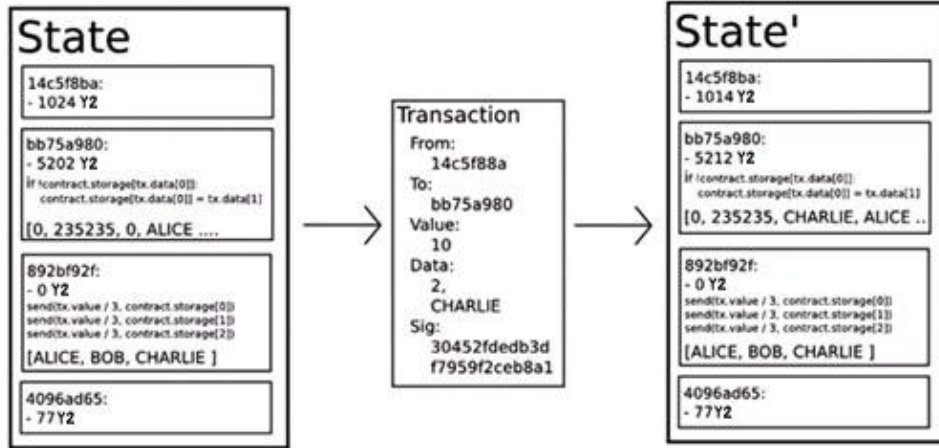 State
14c5f8ba:
- 1024 Y2
bb75a980:
- 5202 Y2
if !contract.storage[tx.data[0]]:
contract.storage[tx.data[0]] = tx.data[1]
[0, 235235, 0, ALICE ....
892bf92f:
- 0 Y2
send(tx.value / 3, contract.storage[0])
send(tx.value / 3, contract.storage[1])
send(tx.value / 3, contract.storage[2])
[ALICE, BOB, CHARLIE ]
4096ad65:
- 77Y2
Transaction
From:
14c5f88a
To:
bb75a980
Value:
10
Data:
2,
CHARLIE
Sig:
30452fdedb3d
f7959f2ceb8a1
State'
14c5f8ba:
- 1014 Y2
bb75a980:
- 5212 Y2
if !contract.storage[tx.data[0]]:
contract.storage[tx.data[0]] = tx.data[1]
[0, 235235, CHARLIE, ALICE ..
892bf92f:
- 0 Y2
send(tx.value / 3, contract.storage[0])
send(tx.value / 3, contract.storage[1])
send(tx.value / 3, contract.storage[2])
[ALICE, BOB, CHARLIE ]
4096ad65:
- 77Y2